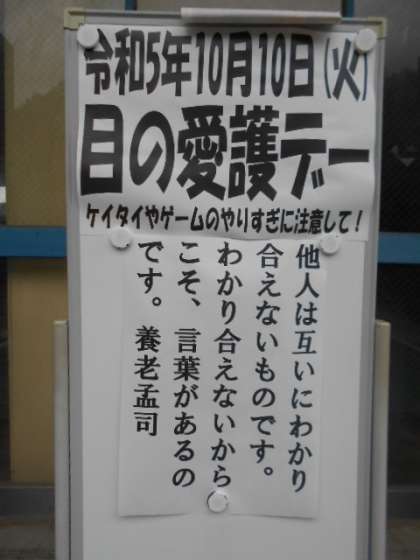 令和5年10月10日(火)
目の愛護デー
ケイタイやゲームのやりすぎに注意して!
他人は互いにわかり
合えないものです。
わかり合えないから
こそ、言葉があるの
です。養老孟司